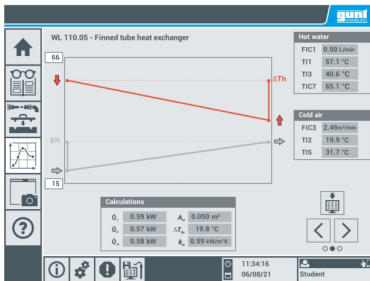 gunt
WL 110.05 - Finned tube heat exchanger
66
ΔTh
ΔTc
15
Hot water
FIC1 0.50 L/min
TI1 57.1 °C
TI3 40.6 °C
TIC7 65.1 °C
Cold air
FIC3 2.49m³/min
TI2 19.9 °C
TI5 31.7 °C
Calculations
0.59 kW 0.050 m²
0.57 kW 19.8 °C
0.58 kW 0.59 kW/m²K
11:34:16
06/08/21
Student